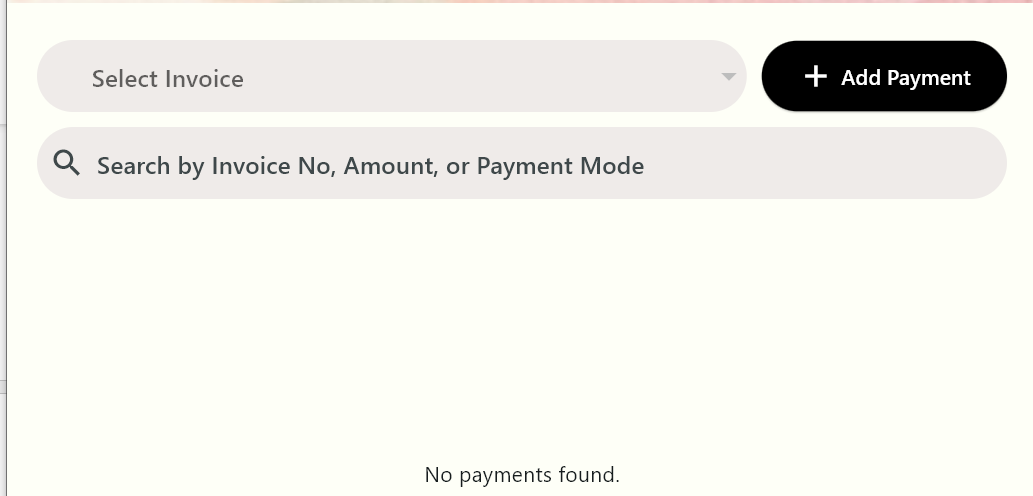 Select Invoice
Add Payment
Search by Invoice No, Amount, or Payment Mode
No payments found.